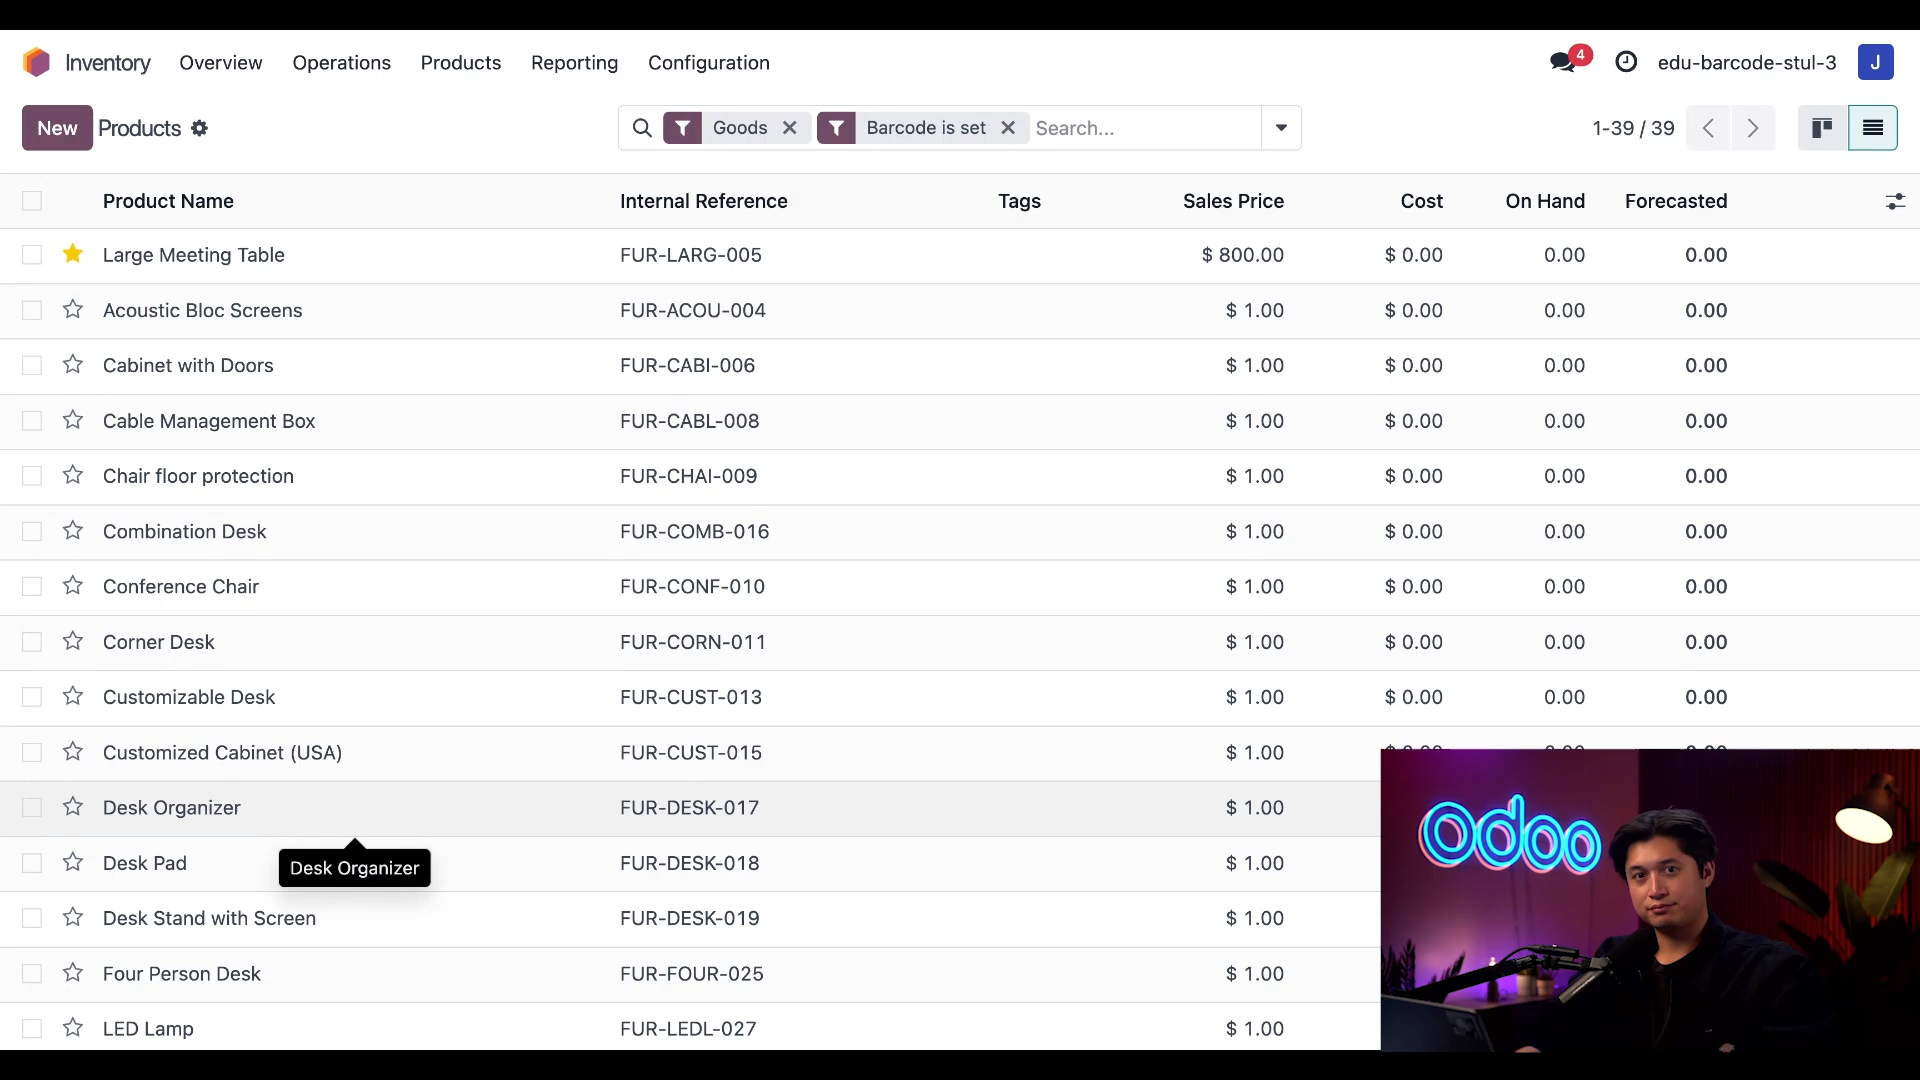 Inventory Overview Operations Products Reporting Configuration 4 edu-barcode-stul-3 J
New Products Goods Barcode is set Search... 1-39 / 39
Product Name Internal Reference Tags Sales Price Cost On Hand Forecasted
Large Meeting Table FUR-LARG-005 $ 800.00 $ 0.00 0.00 0.00
Acoustic Bloc Screens FUR-ACOU-004 $ 1.00 $ 0.00 0.00 0.00
Cabinet with Doors FUR-CABI-006 $ 1.00 $ 0.00 0.00 0.00
Cable Management Box FUR-CABL-008 $ 1.00 $ 0.00 0.00 0.00
Chair floor protection FUR-CHAI-009 $ 1.00 $ 0.00 0.00 0.00
Combination Desk FUR-COMB-016 $ 1.00 $ 0.00 0.00 0.00
Conference Chair FUR-CONF-010 $ 1.00 $ 0.00 0.00 0.00
Corner Desk FUR-CORN-011 $ 1.00 $ 0.00 0.00 0.00
Customizable Desk FUR-CUST-013 $ 1.00 $ 0.00 0.00 0.00
Customized Cabinet (USA) FUR-CUST-015 $ 1.00
Desk Organizer FUR-DESK-017 $ 1.00
Desk Pad FUR-DESK-018 $ 1.00
Desk Organizer
Desk Stand with Screen FUR-DESK-019 $ 1.00
Four Person Desk FUR-FOUR-025 $ 1.00
LED Lamp FUR-LEDL-027 $ 1.00
odoo